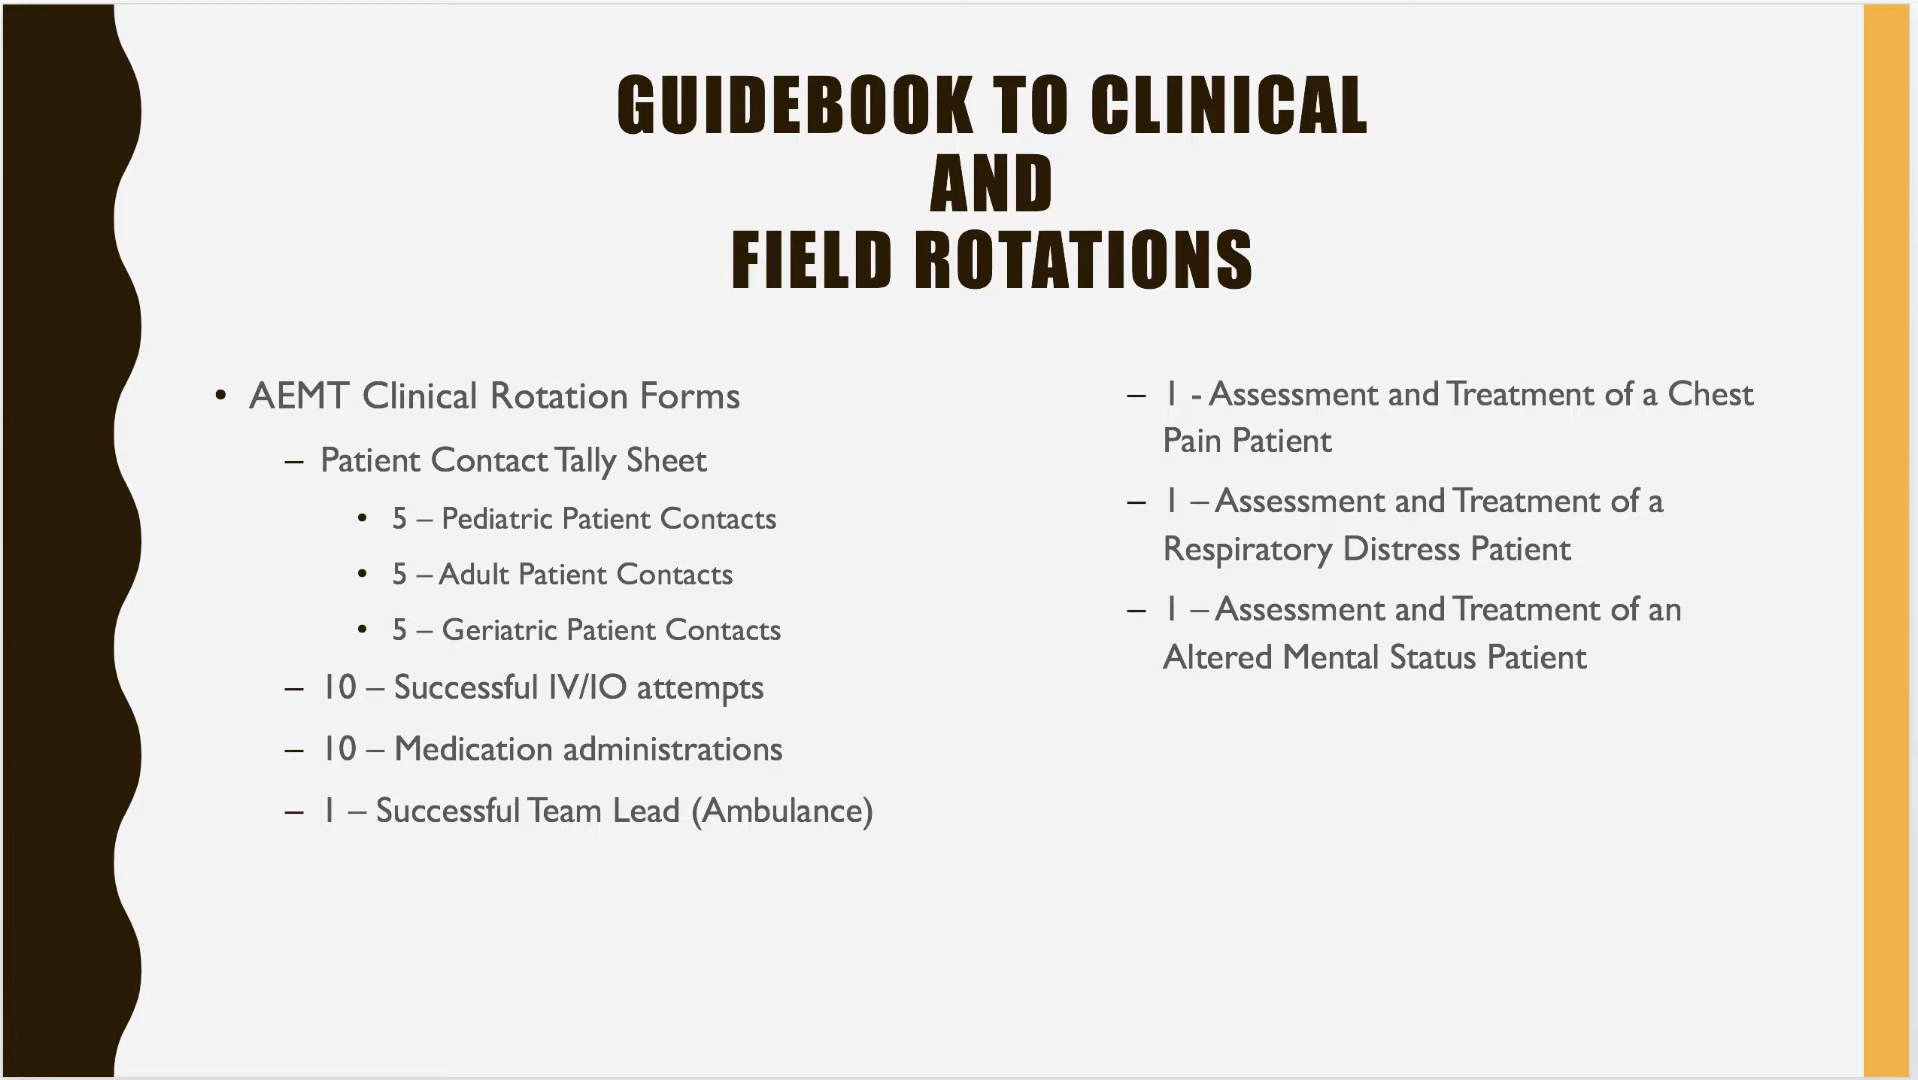 GUIDEBOOK TO CLINICAL
AND
FIELD ROTATIONS
• AEMT Clinical Rotation Forms
– Patient Contact Tally Sheet
• 5 – Pediatric Patient Contacts
• 5 – Adult Patient Contacts
• 5 – Geriatric Patient Contacts
– 10 – Successful IV/IO attempts
– 10 – Medication administrations
– 1 – Successful Team Lead (Ambulance)
– 1 - Assessment and Treatment of a Chest
Pain Patient
– 1 – Assessment and Treatment of a
Respiratory Distress Patient
– 1 – Assessment and Treatment of an
Altered Mental Status Patient